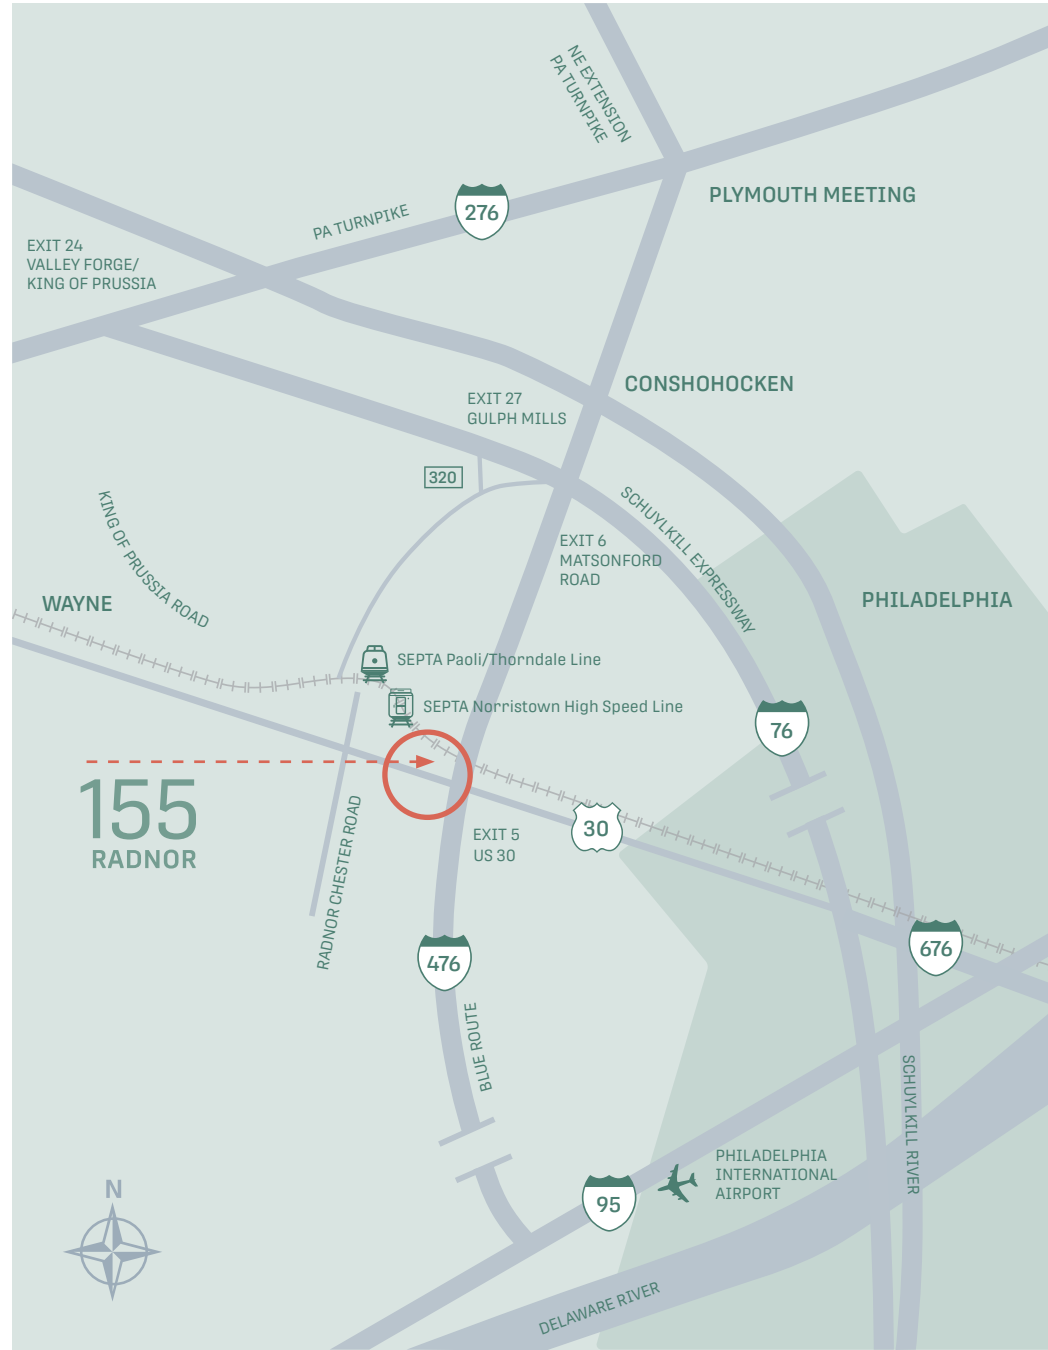 NE EXTENSION
PA TURNPIKE
PLYMOUTH MEETING
276
PA TURNPIKE
EXIT 24
VALLEY FORGE/
KING OF PRUSSIA
CONSHOHOCKEN
EXIT 27
GULPH MILLS
320
KING OF PRUSSIA ROAD
SCHUYLKILL EXPRESSWAY
EXIT 6
MATSONFORD
ROAD
WAYNE
PHILADELPHIA
SEPTA Paoli/Thorndale Line
SEPTA Norristown High Speed Line
76
155
RADNOR
RADNOR CHESTER ROAD
30
EXIT 5
US 30
476
676
BLUE ROUTE
SCHUYLKILL RIVER
PHILADELPHIA
INTERNATIONAL
AIRPORT
95
N
DELAWARE RIVER